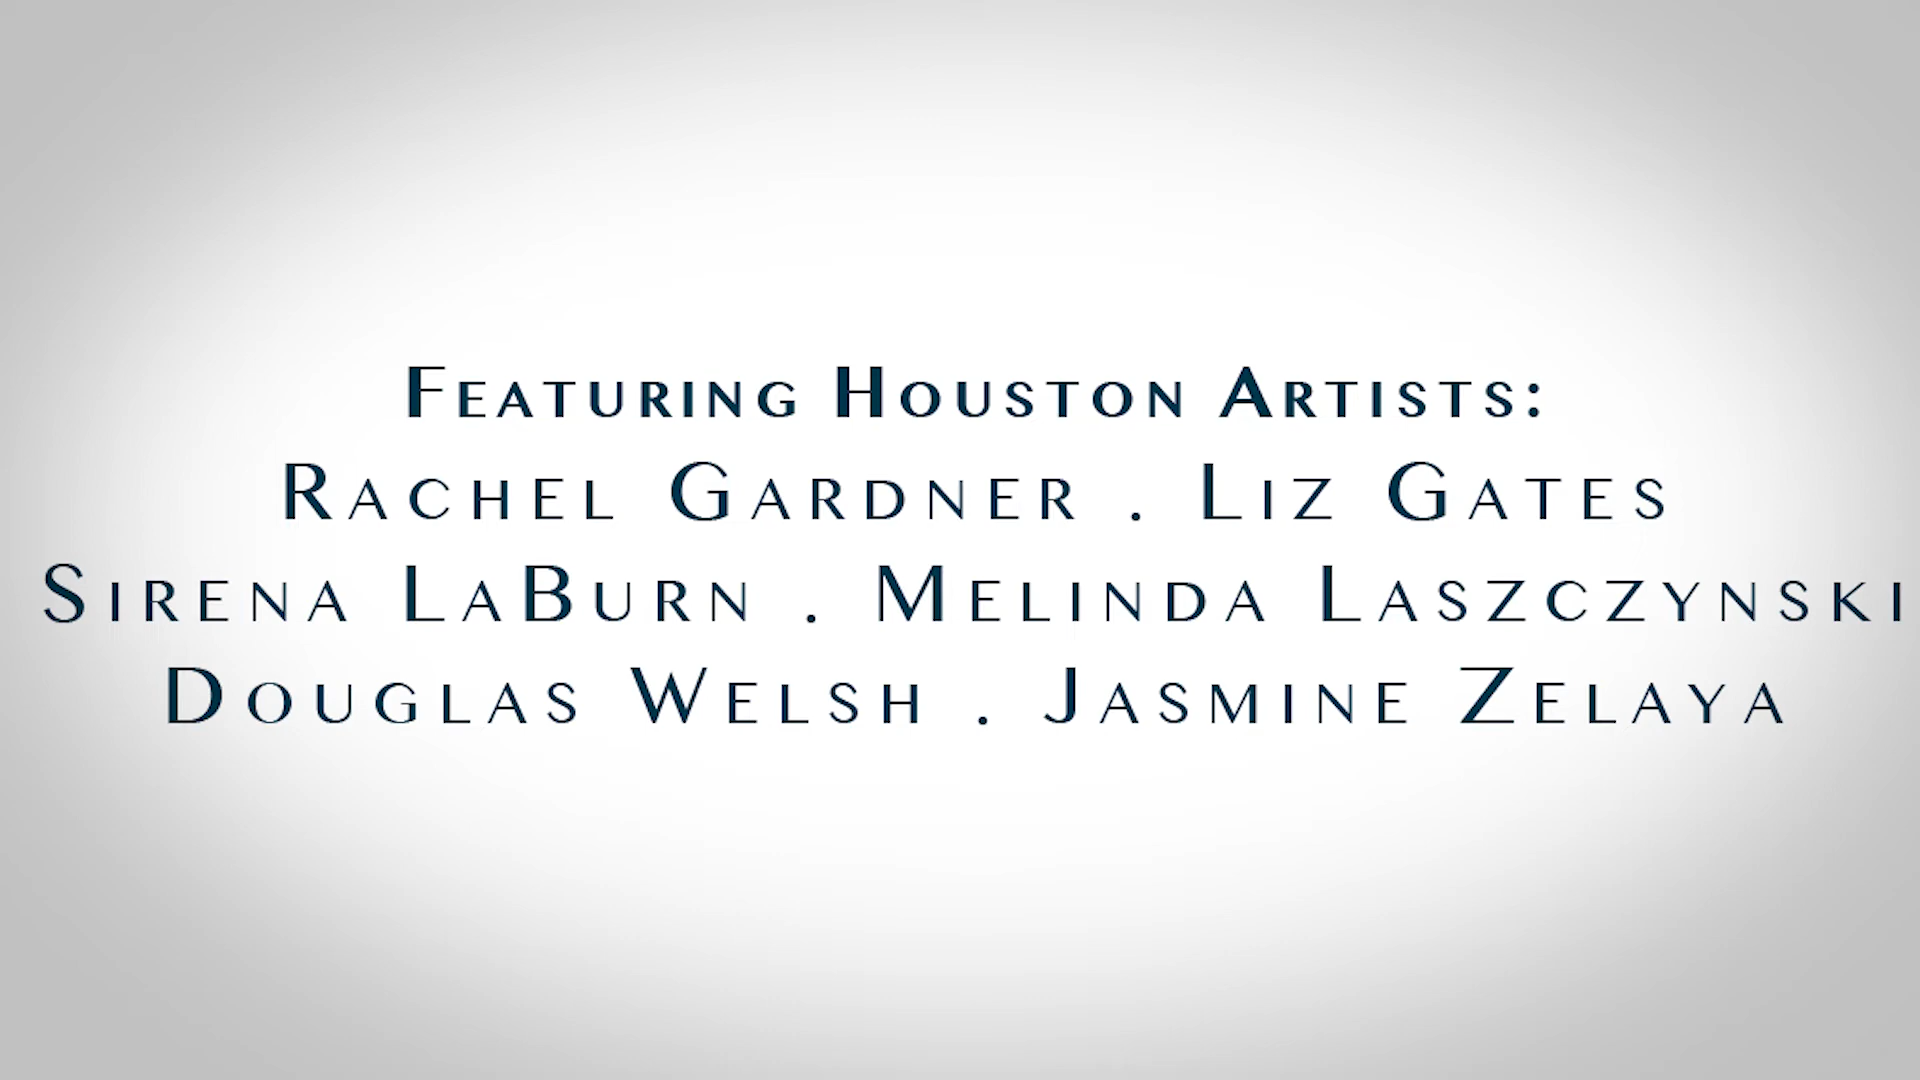 Featuring Houston Artists:
Rachel Gardner . Liz Gates
Sirena LaBurn . Melinda Laszczynski
Douglas Welsh . Jasmine Zelaya